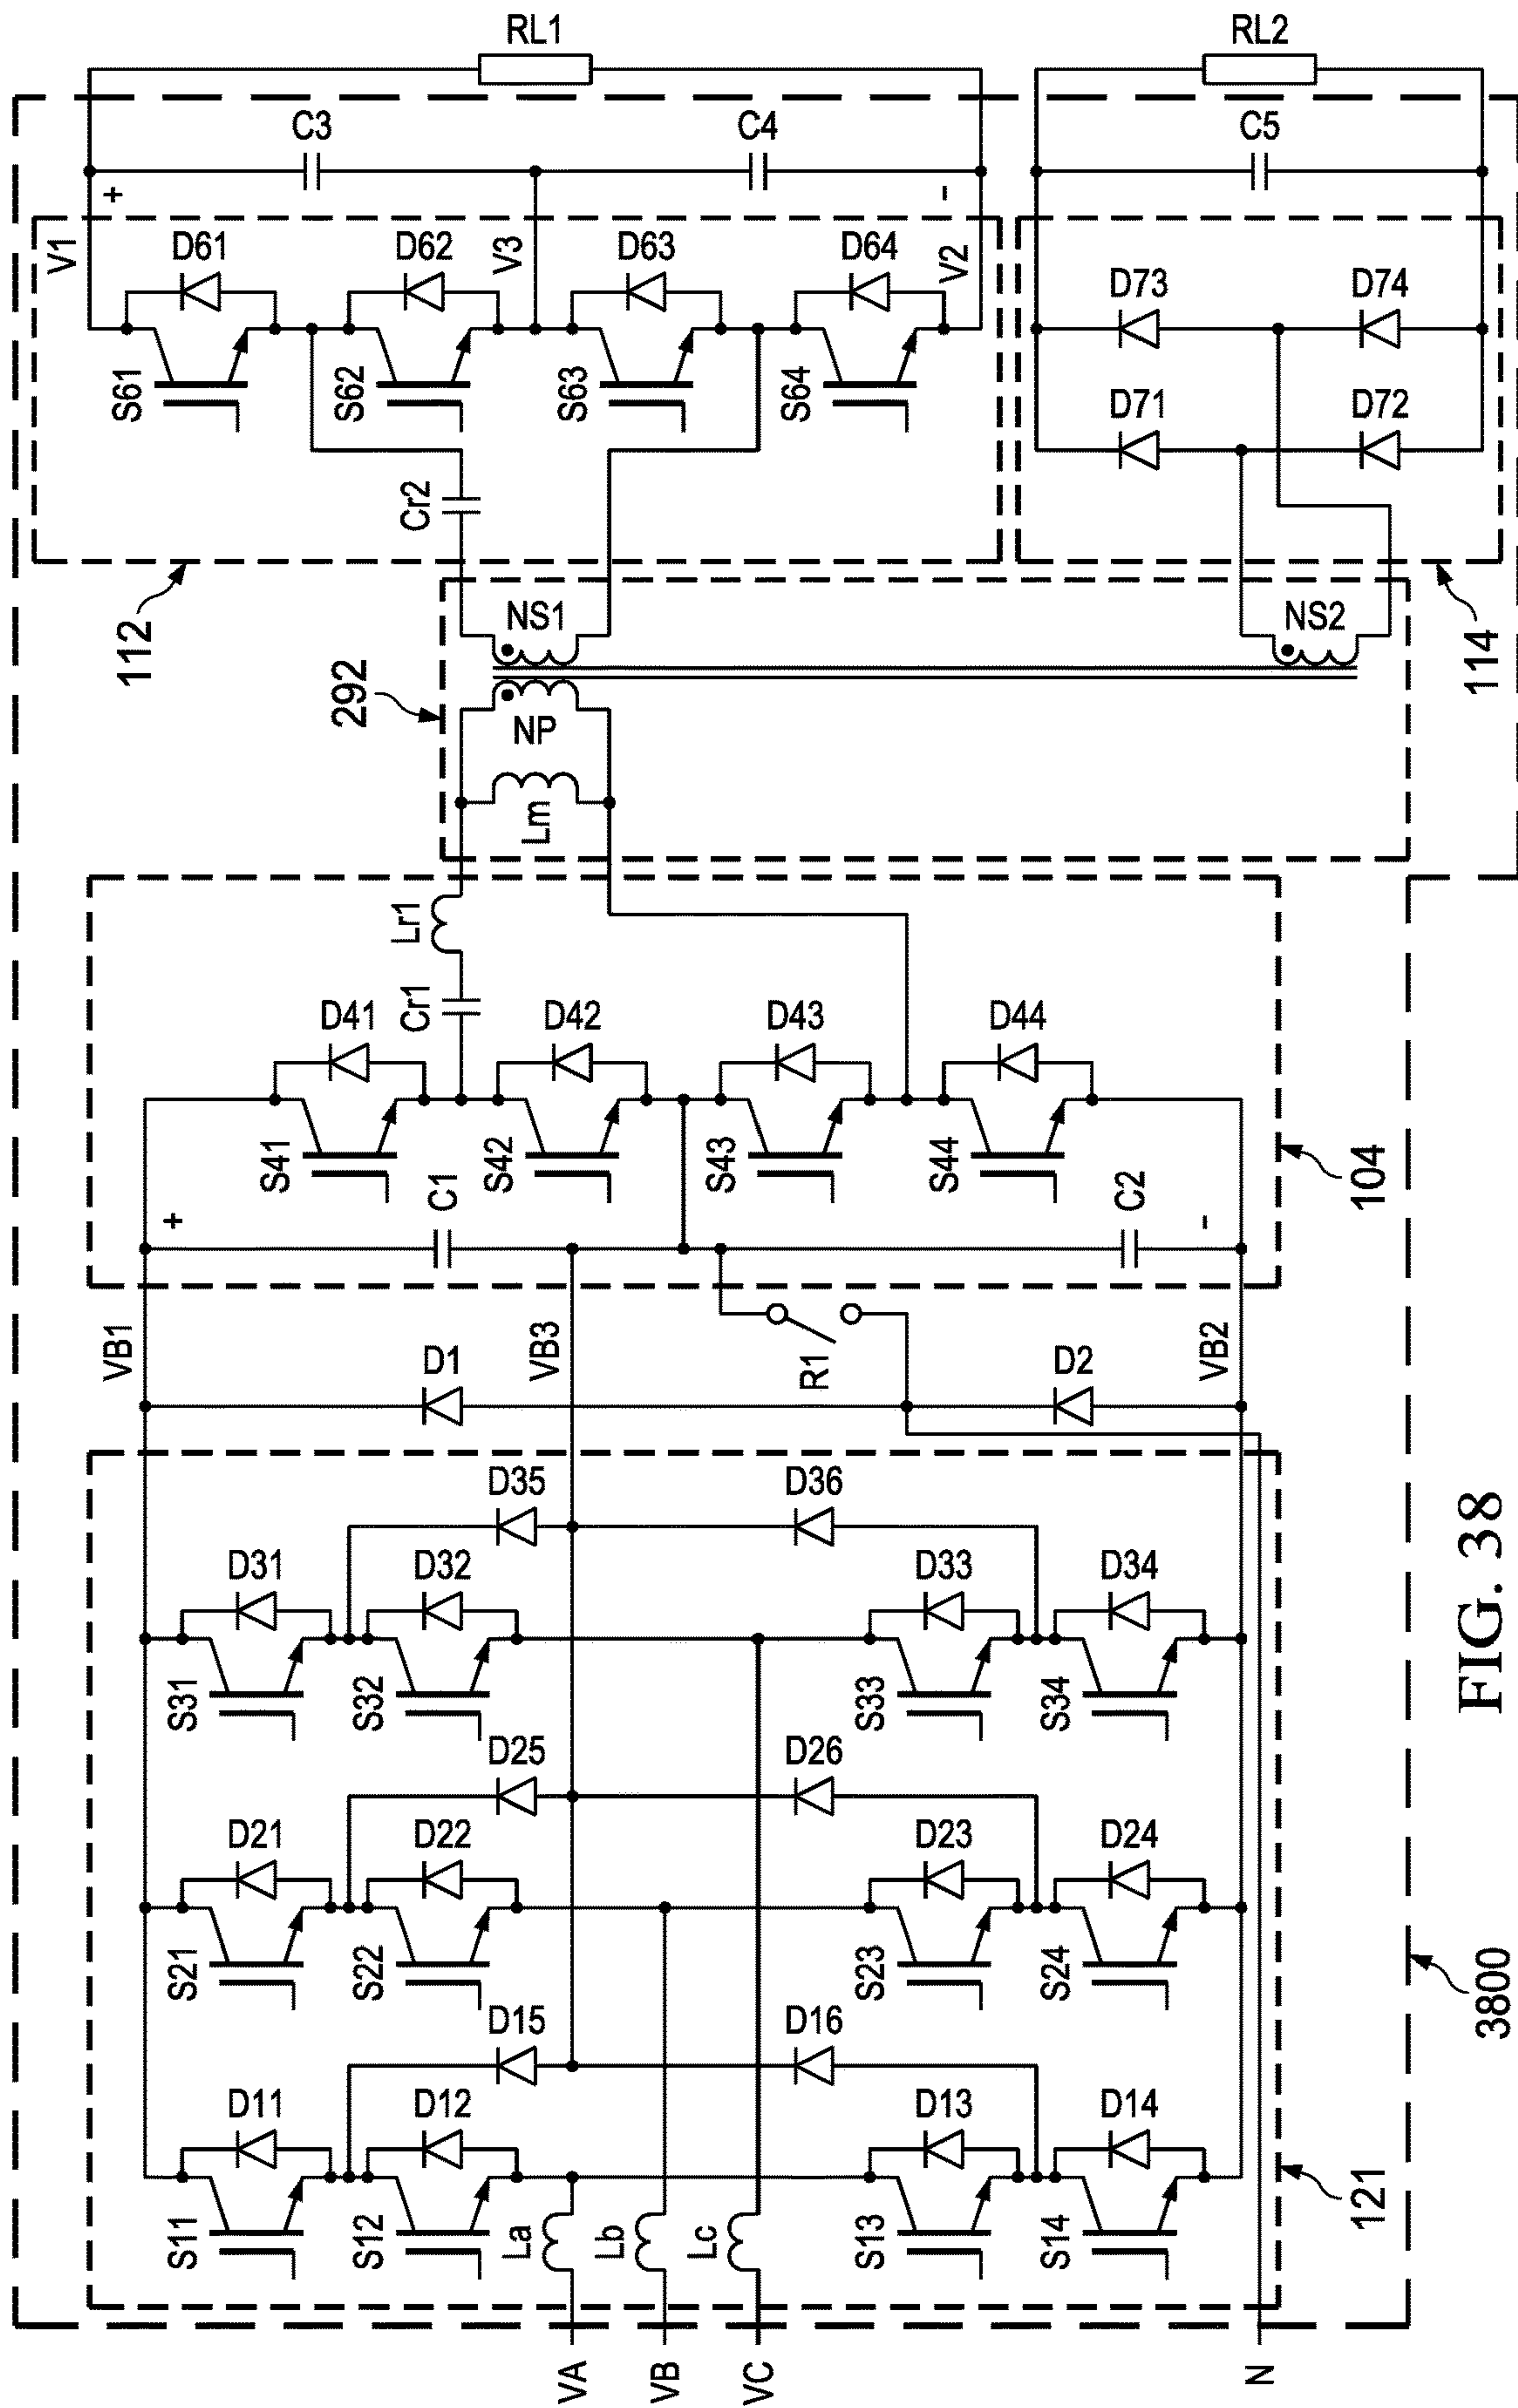 RL1
RL2
C3
C4
C5
+
-
V1
V3
V2
D61
D62
D63
D64
S61
S62
S63
S64
D73
D74
D71
D72
Cr2
112
114
292
NS1
NS2
NP
Lm
Lr1
Cr1
D41
D42
D43
D44
S41
S42
S43
S44
C1
C2
+
-
104
VB1
VB3
VB2
R1
D1
D2
D35
D36
D31
D32
D33
D34
S31
S32
S33
S34
D25
D26
D21
D22
D23
D24
S21
S22
S23
S24
D15
D16
D11
D12
D13
D14
S11
S12
S13
S14
La
Lb
Lc
121
3800
VA
VB
VC
N
FIG. 38